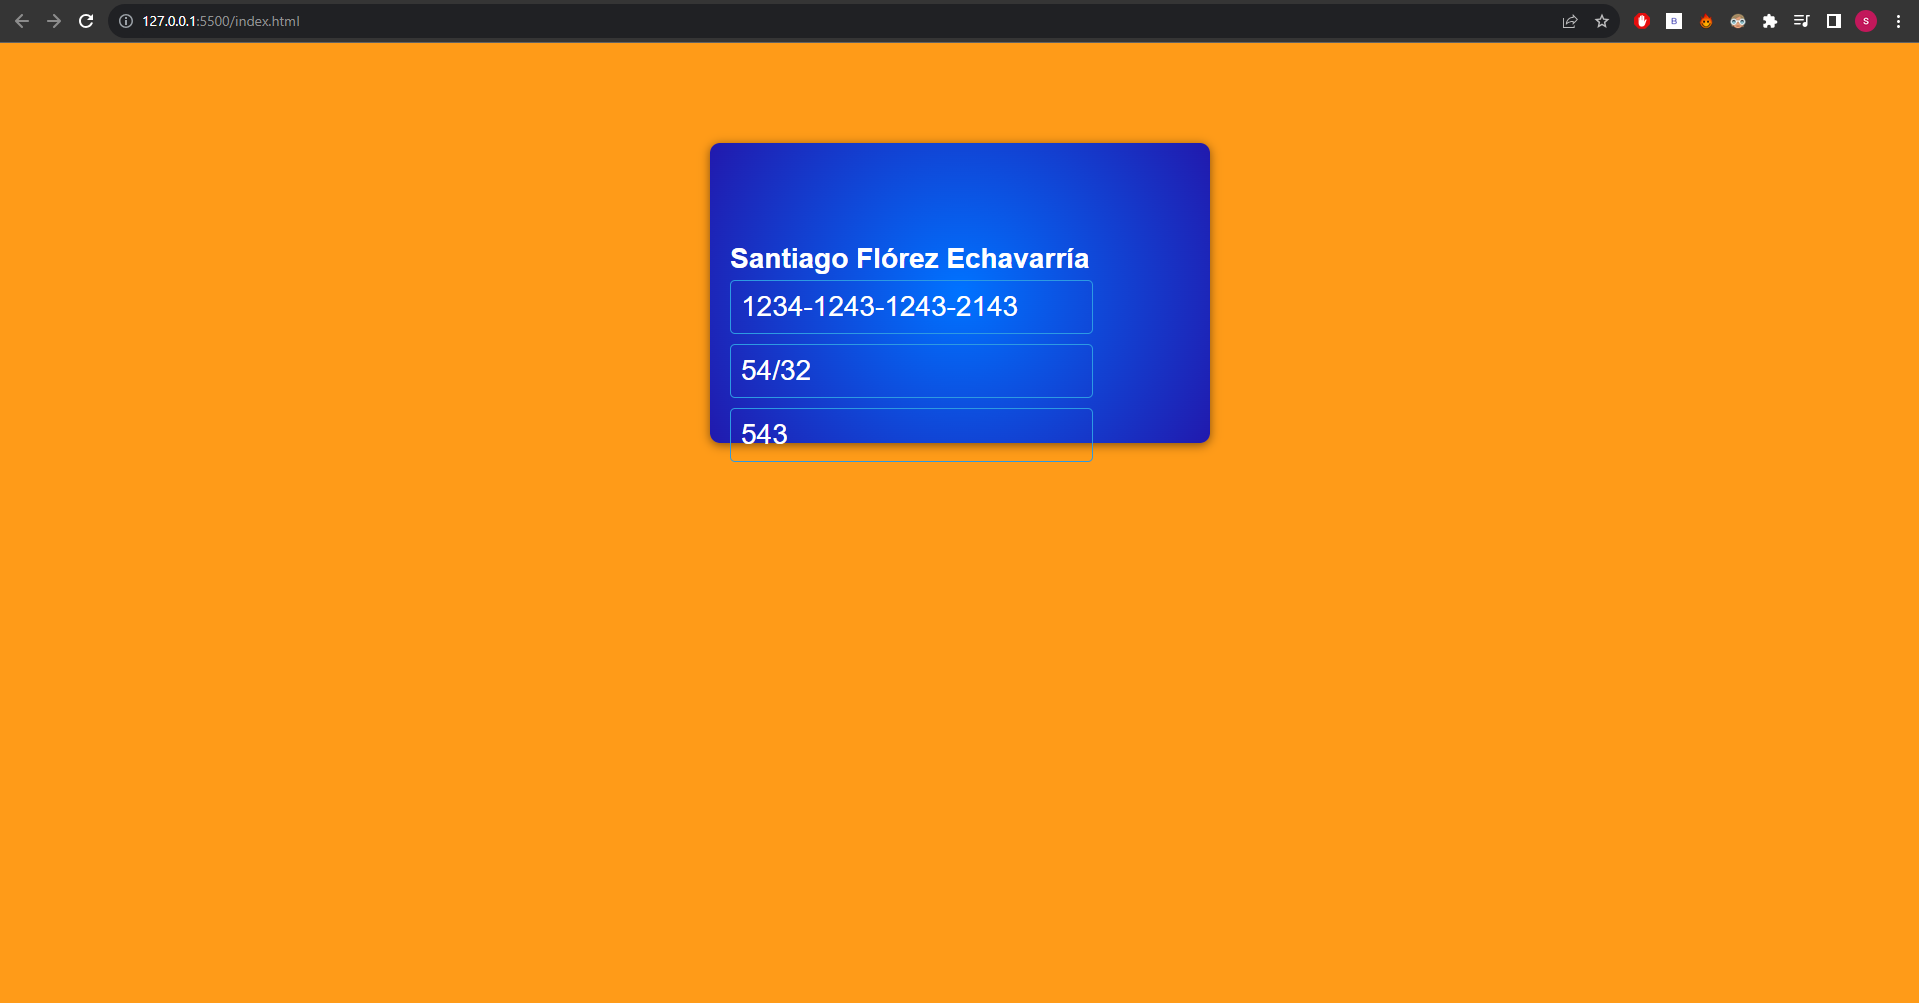 127.0.0.1:5500/index.html
B
S
Santiago Flórez Echavarría
1234-1243-1243-2143
54/32
543